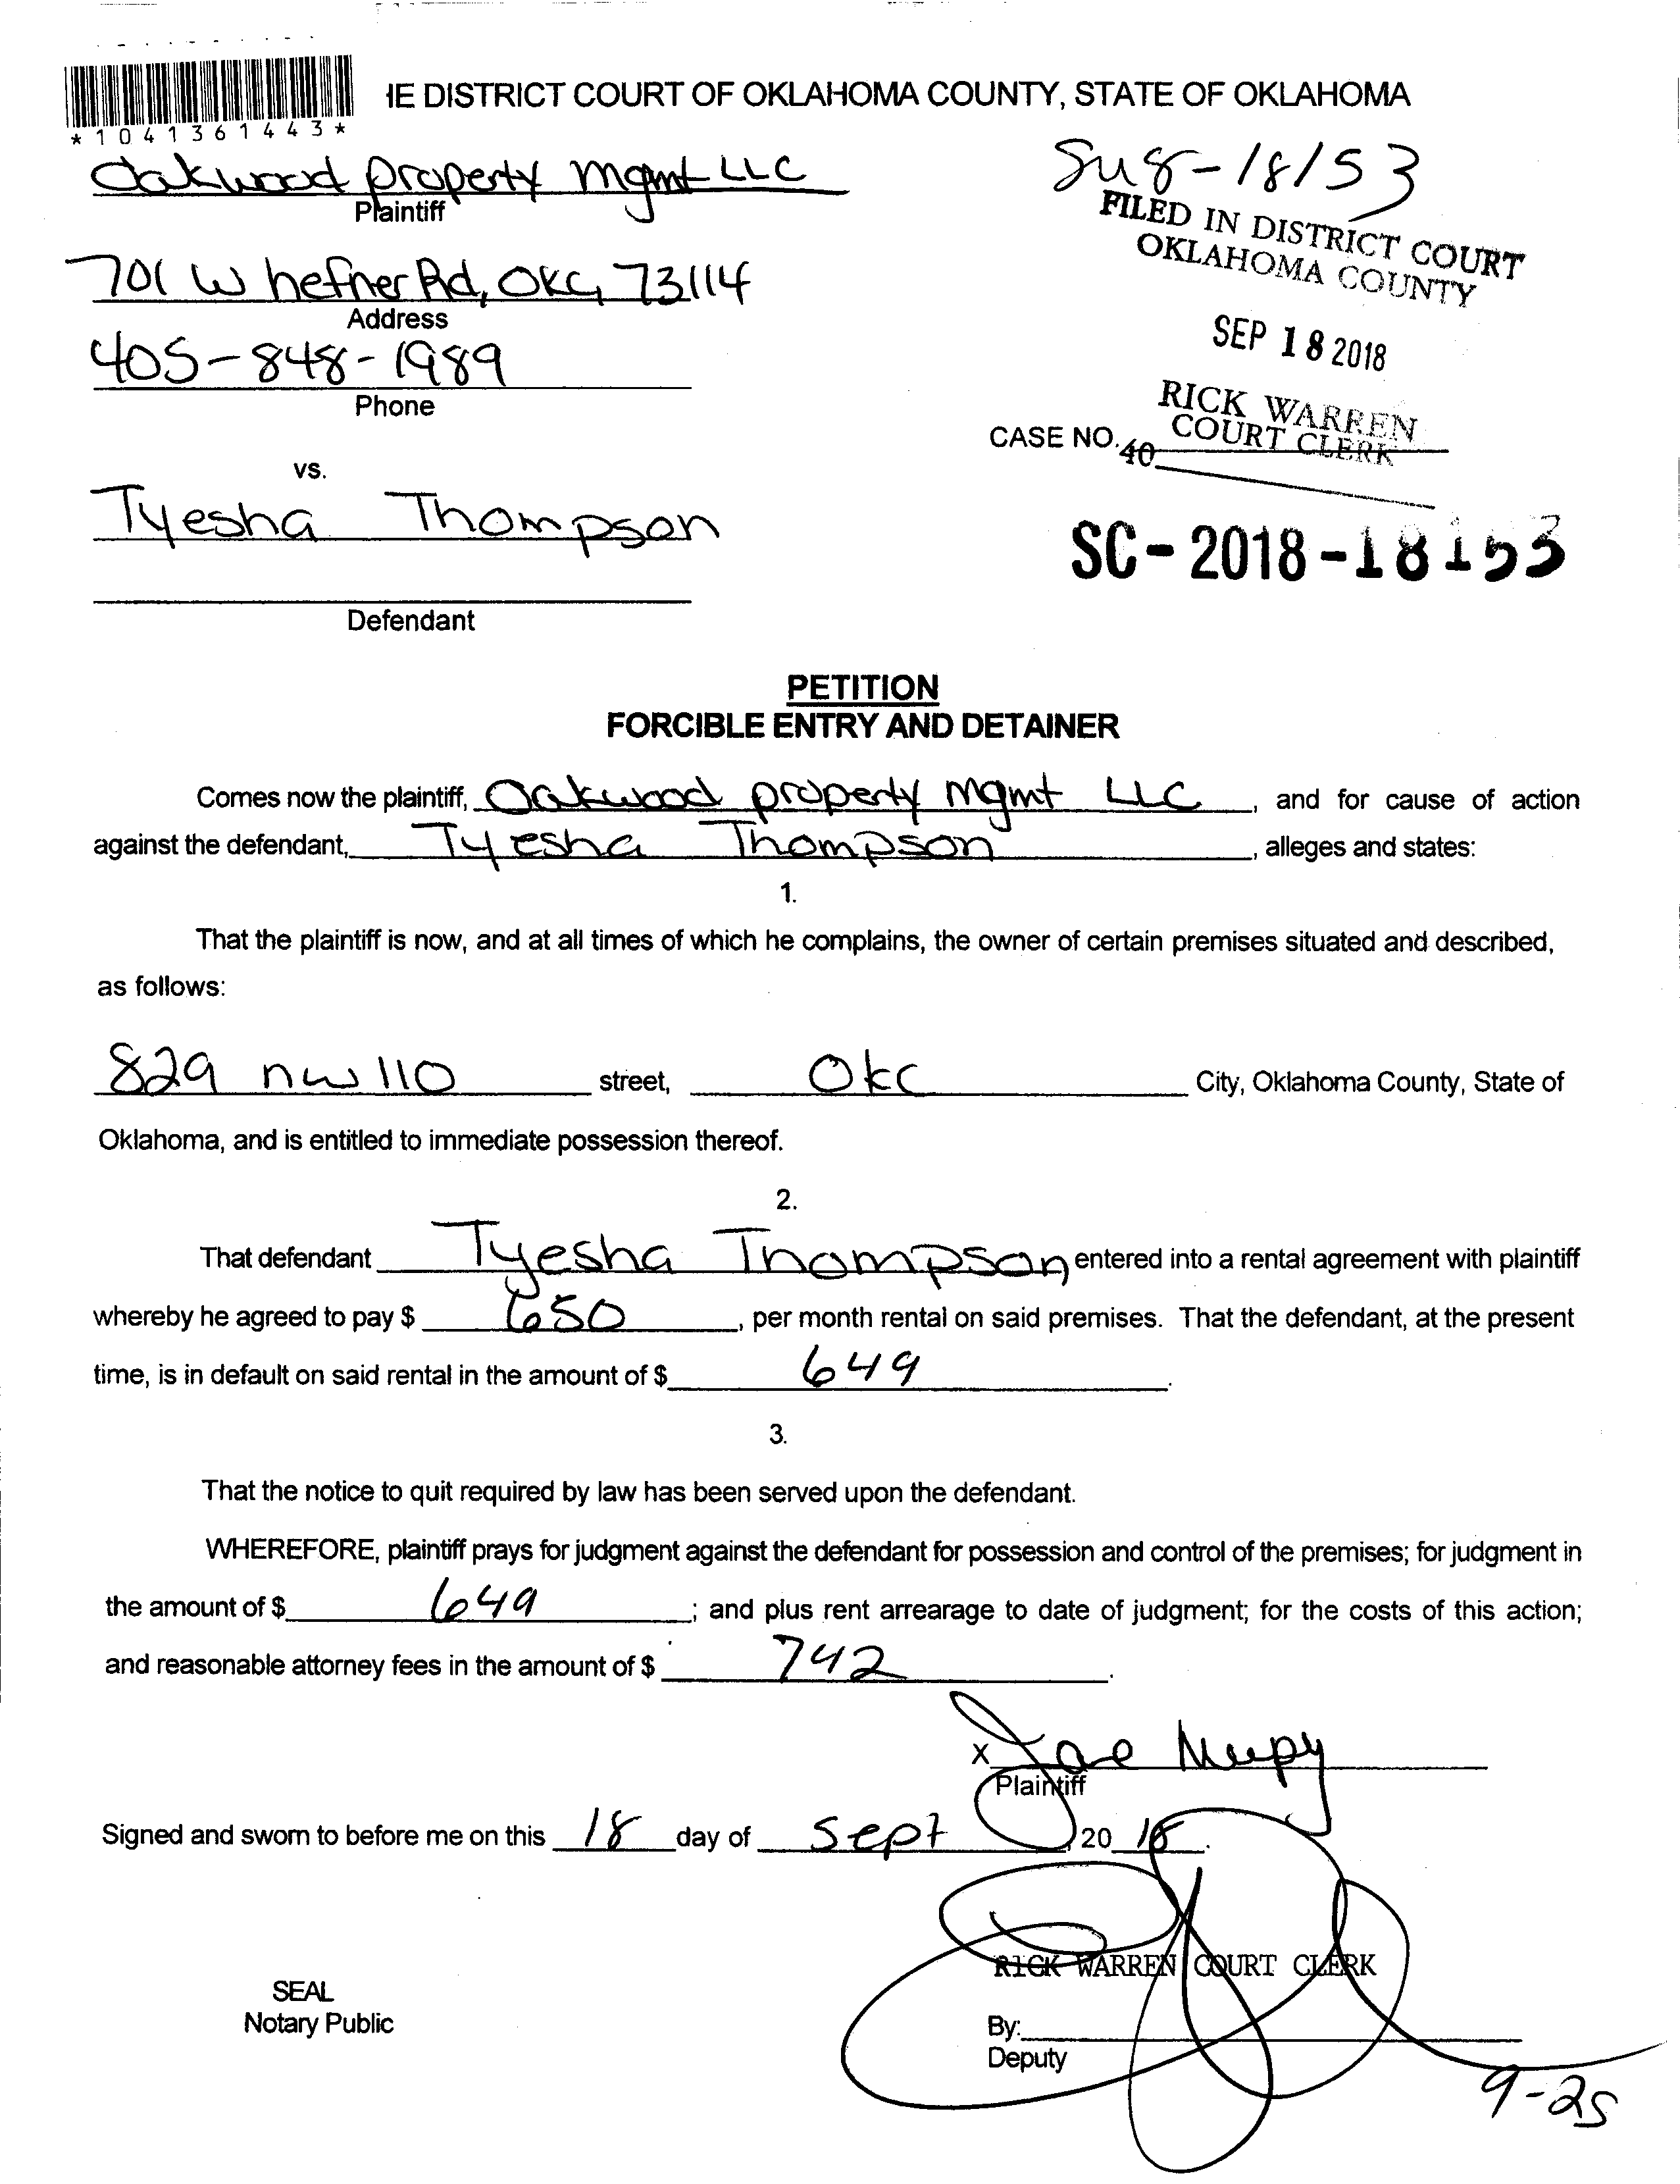 IE DISTRICT COURT OF OKLAHOMA COUNTY, STATE OF OKLAHOMA
*1041361443*
Oakwood property mgmt LLC
Plaintiff
18153
FILED IN DISTRICT COURT
OKLAHOMA COUNTY
701 W hefner Rd, OKC, 73114
Address
SEP 18 2018
405-848-1989
Phone
RICK WARREN
COURT CLERK
CASE NO.
40
vs.
Tyesha Thompson
SC-2018-18153
Defendant
PETITION
FORCIBLE ENTRY AND DETAINER
Comes now the plaintiff, Oakwood property mgmt LLC, and for cause of action
against the defendant, Tyesha Thompson, alleges and states:
1.
That the plaintiff is now, and at all times of which he complains, the owner of certain premises situated and described,
as follows:
829 nw 110 street, Okc City, Oklahoma County, State of
Oklahoma, and is entitled to immediate possession thereof.
2.
That defendant Tyesha Thompson entered into a rental agreement with plaintiff
whereby he agreed to pay $ 650, per month rental on said premises. That the defendant, at the present
time, is in default on said rental in the amount of $ 649.
3.
That the notice to quit required by law has been served upon the defendant.
WHEREFORE, plaintiff prays for judgment against the defendant for possession and control of the premises; for judgment in
the amount of $ 649; and plus rent arrearage to date of judgment; for the costs of this action;
and reasonable attorney fees in the amount of $ 742.
X
Plaintiff
Signed and sworn to before me on this 18 day of Sept, 20 18.
RICK WARREN COURT CLERK
SEAL
Notary Public
By:
Deputy
9-25